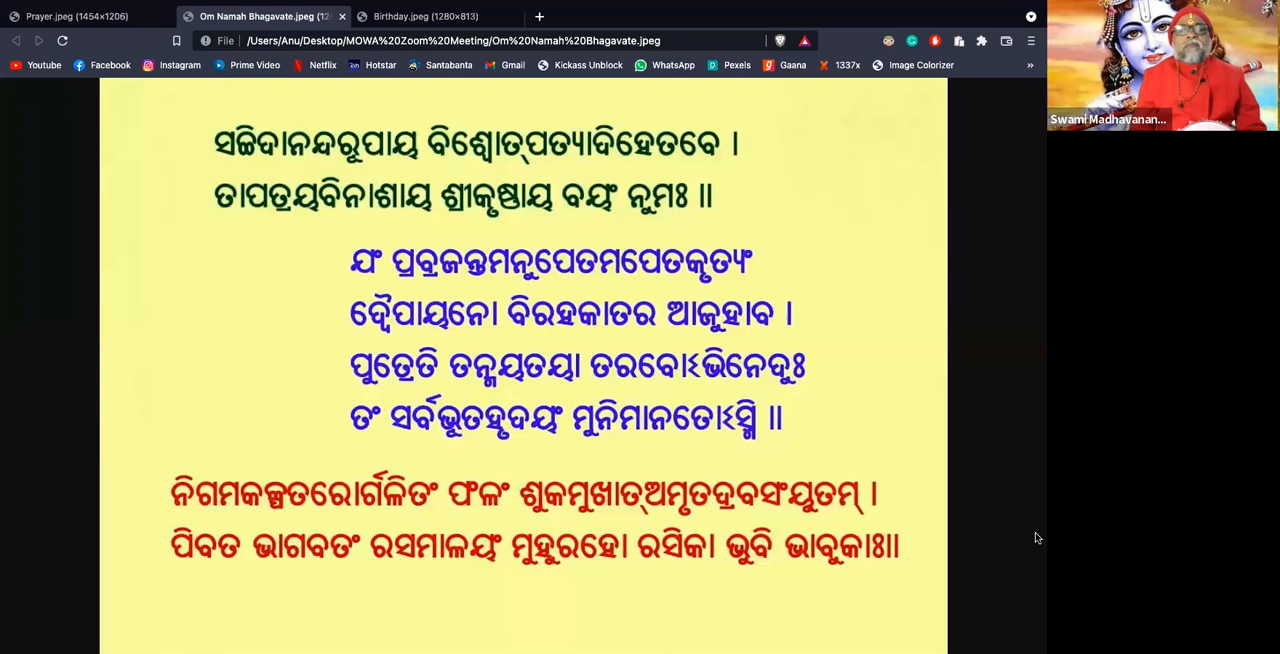 Prayer.jpeg (1454×1206)
Om Namah Bhagavate.jpeg (12
Birthday.jpeg (1280×813)
File /Users/Anu/Desktop/MOWA%20Zoom%20Meeting/Om%20Namah%20Bhagavate.jpeg
Youtube Facebook Instagram Prime Video Netflix Hotstar Santabanta Gmail Kickass Unblock WhatsApp Pexels Gaana 1337x Image Colorizer »
Swami Madhavanan...
ସଚ୍ଚିଦାନନ୍ଦରୂପାୟ ବିଶ୍ୱୋତ୍‌ପତ୍ୟାଦିହେତବେ ।
ତାପତ୍ରୟବିନାଶାୟ ଶ୍ରୀକୃଷ୍ଣାୟ ବୟଂ ନୁମଃ ॥
ଯଂ ପ୍ରବ୍ରଜନ୍ତମନୁପେତମପେତକୃତ୍ୟଂ
ଦ୍ୱୈପାୟନୋ ବିରହକାତର ଆଜୁହାବ ।
ପୁତ୍ରେତି ତନ୍ମୟତୟା ତରବୋଽଭିନେଦୁଃ
ତଂ ସର୍ବଭୂତହୃଦୟଂ ମୁନିମାନତୋଽସ୍ମି ॥
ନିଗମକଳ୍ପତରୋର୍ଗଳିତଂ ଫଳଂ ଶୁକମୁଖାତ୍‌ଅମୃତଦ୍ରବସଂଯୁତମ୍ ।
ପିବତ ଭାଗବତଂ ରସମାଳୟଂ ମୁହୁରହୋ ରସିକା ଭୁବି ଭାବୁକାଃ॥